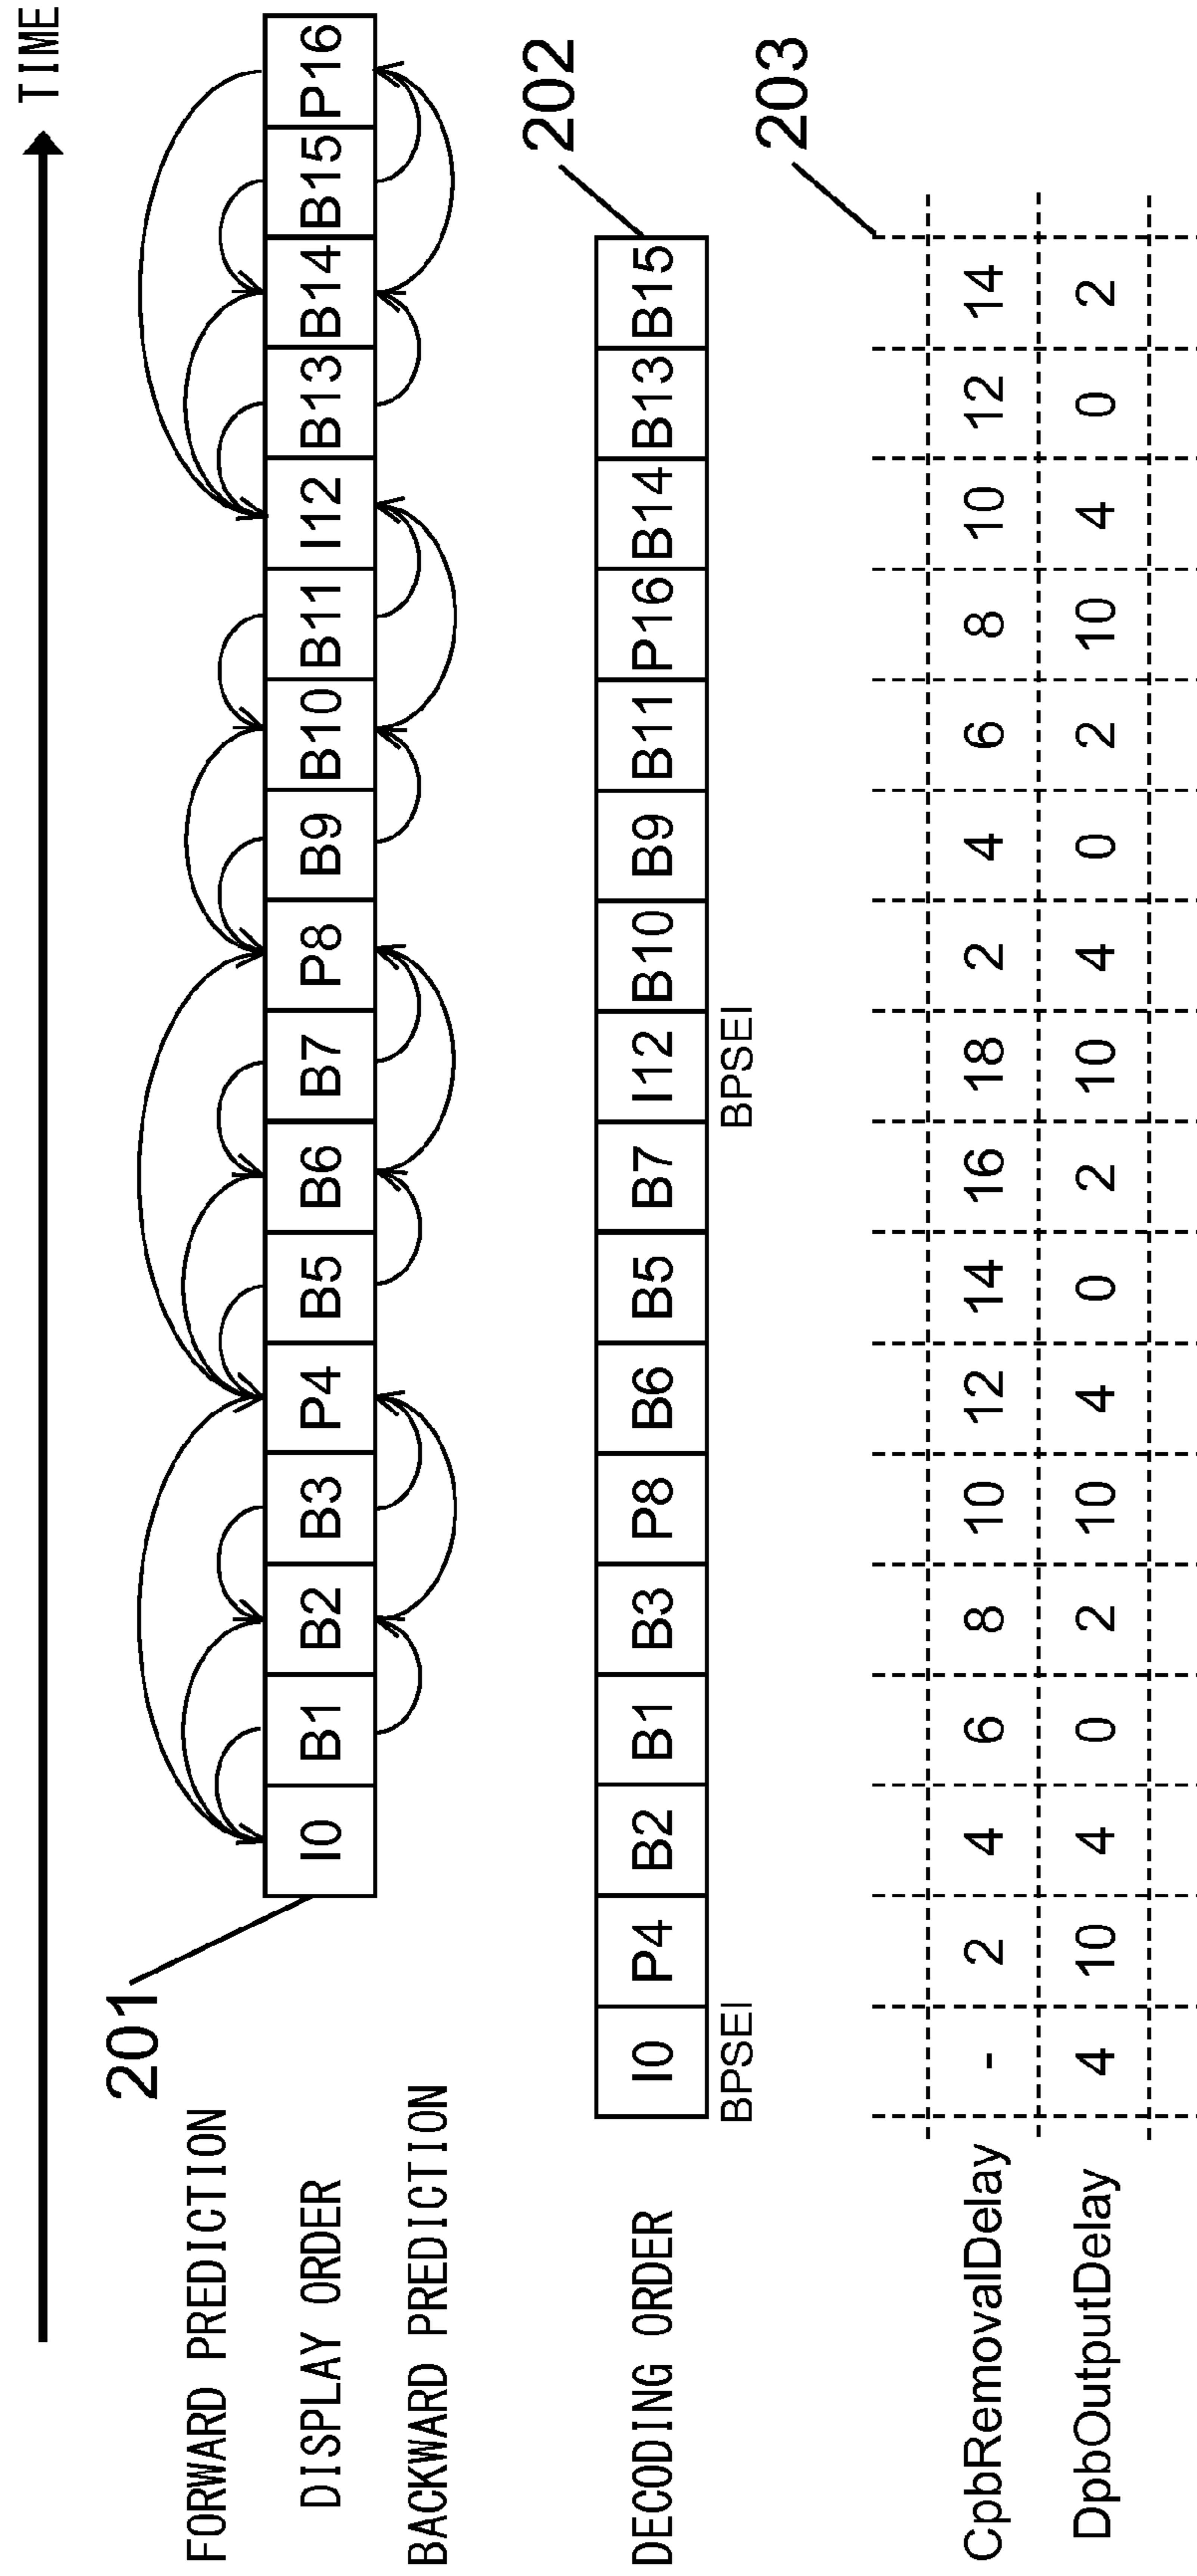 TIME
201
FORWARD PREDICTION
DISPLAY ORDER
I0 B1 B2 B3 P4 B5 B6 B7 P8 B9 B10 B11 I12 B13 B14 B15 P16
BACKWARD PREDICTION
202
DECODING ORDER
I0 P4 B2 B1 B3 P8 B6 B5 B7 I12 B10 B9 B11 P16 B14 B13 B15
BPSEI BPSEI
203
CpbRemovalDelay - 2 4 6 8 10 12 14 16 18 2 4 6 8 10 12 14
DpbOutputDelay 4 10 4 0 2 10 4 0 2 10 4 0 2 10 4 0 2